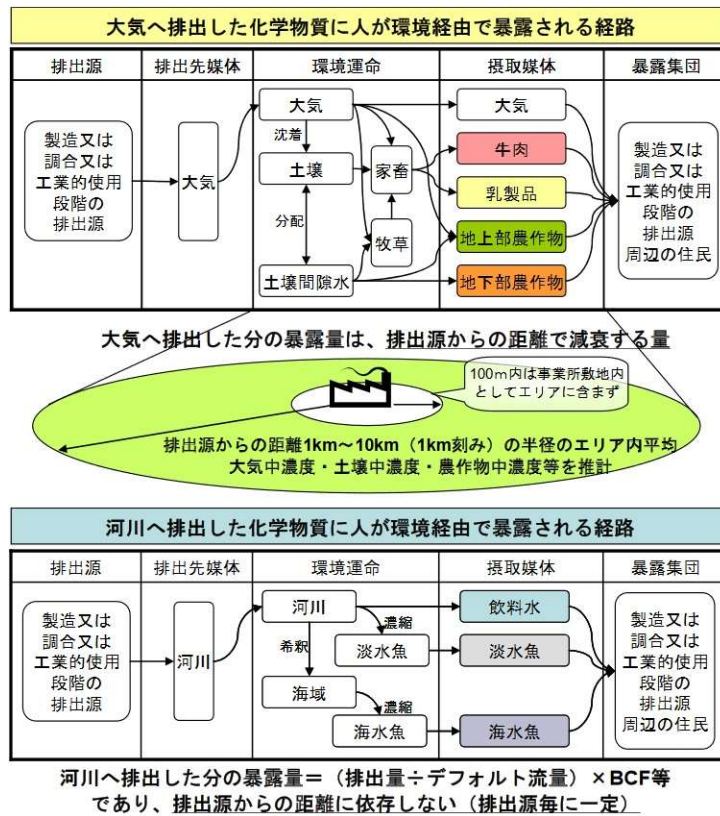 大気へ排出した化学物質に人が環境経由で暴露される経路
排出源
排出先媒体
環境運命
摂取媒体
暴露集団
製造又は
調合又は
工業的使用
段階の
排出源
大気
大気
沈着
土壌
分配
土壌間隙水
家畜
牧草
大気
牛肉
乳製品
地上部農作物
地下部農作物
製造又は
調合又は
工業的使用
段階の
排出源
周辺の住民
大気へ排出した分の暴露量は、排出源からの距離で減衰する量
100m内は事業所敷地内
としてエリアに含まず
排出源からの距離1km～10km（1km刻み）の半径のエリア内平均
大気中濃度・土壌中濃度・農作物中濃度等を推計
河川へ排出した化学物質に人が環境経由で暴露される経路
排出源
排出先媒体
環境運命
摂取媒体
暴露集団
製造又は
調合又は
工業的使用
段階の
排出源
河川
河川
希釈
濃縮
淡水魚
海域
濃縮
海水魚
飲料水
淡水魚
海水魚
製造又は
調合又は
工業的使用
段階の
排出源
周辺の住民
河川へ排出した分の暴露量＝（排出量÷デフォルト流量）×BCF等
であり、排出源からの距離に依存しない（排出源毎に一定）